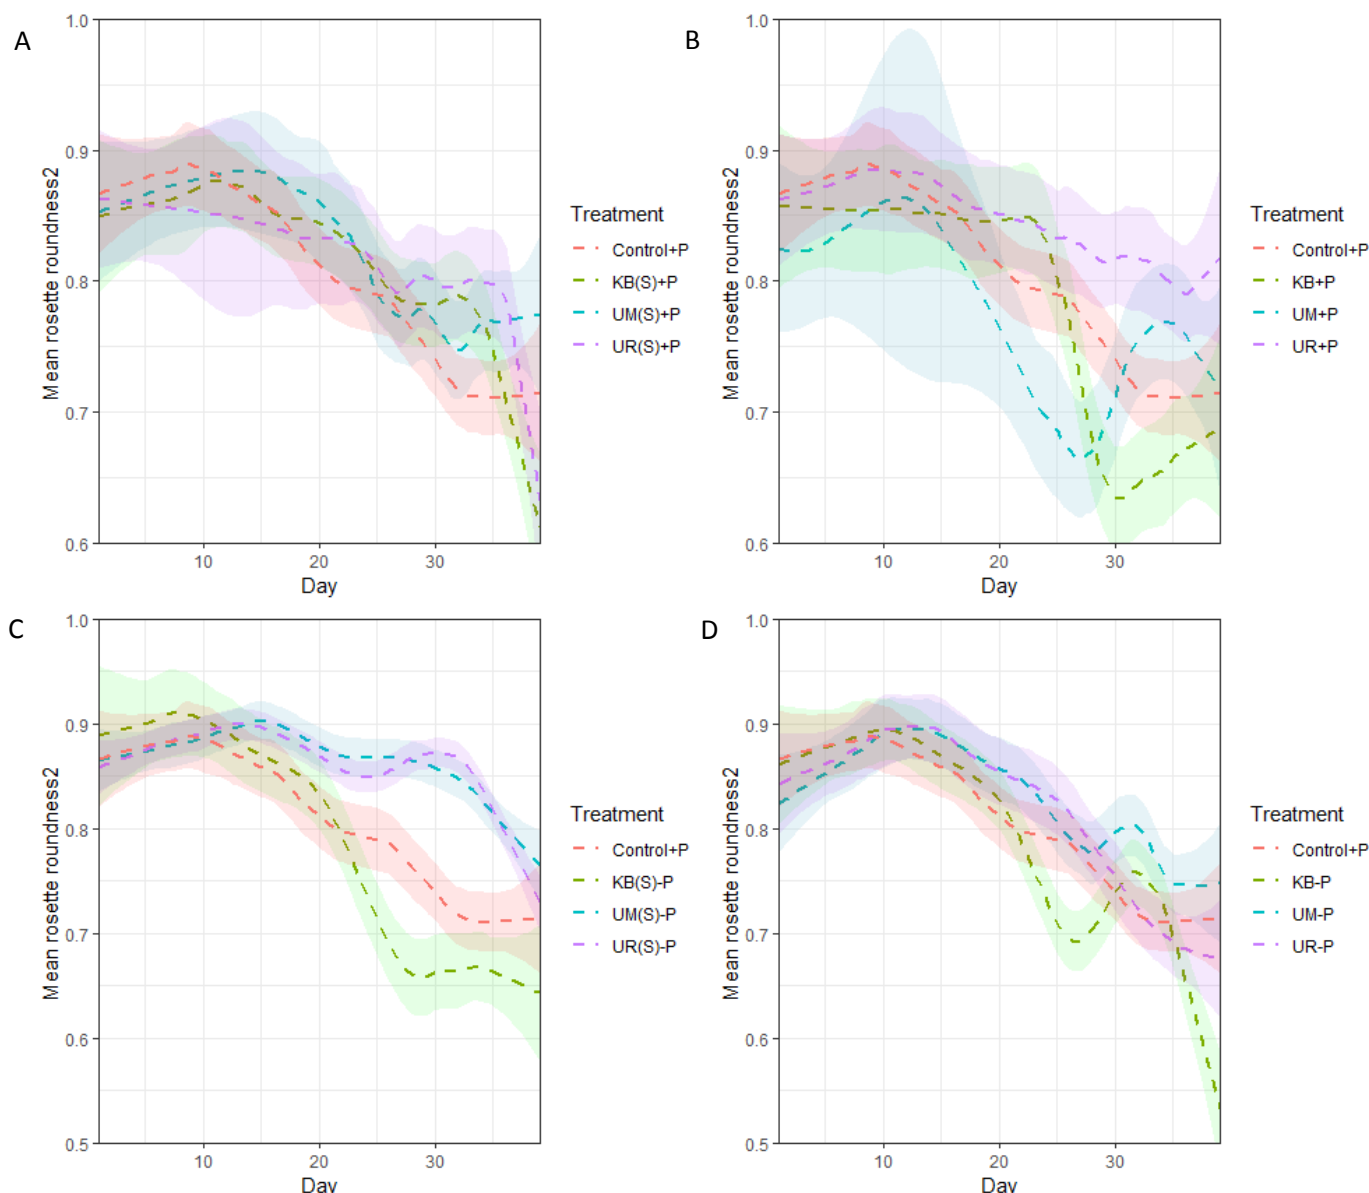 A
1.0
0.9
0.8
0.7
0.6
Mean rosette roundness2
10 20 30
Day
Treatment
Control+P
KB(S)+P
UM(S)+P
UR(S)+P
B
1.0
0.9
0.8
0.7
0.6
Mean rosette roundness2
10 20 30
Day
Treatment
Control+P
KB+P
UM+P
UR+P
C
1.0
0.9
0.8
0.7
0.6
0.5
Mean rosette roundness2
10 20 30
Day
Treatment
Control+P
KB(S)-P
UM(S)-P
UR(S)-P
D
1.0
0.9
0.8
0.7
0.6
0.5
Mean rosette roundness2
10 20 30
Day
Treatment
Control+P
KB-P
UM-P
UR-P